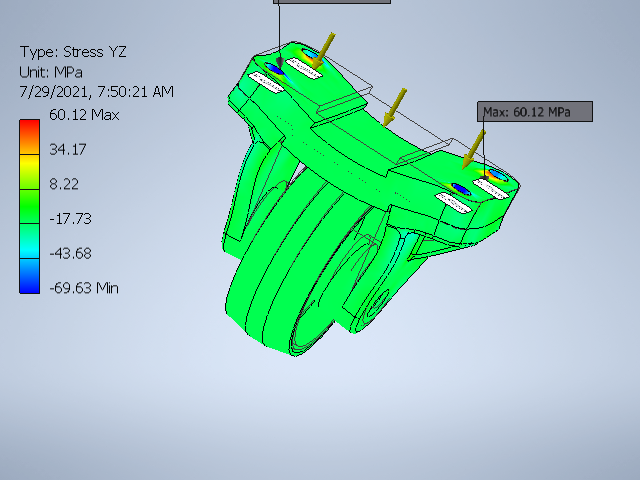 Type: Stress YZ
Unit: MPa
7/29/2021, 7:50:21 AM
60.12 Max
34.17
8.22
-17.73
-43.68
-69.63 Min
Max: 60.12 MPa